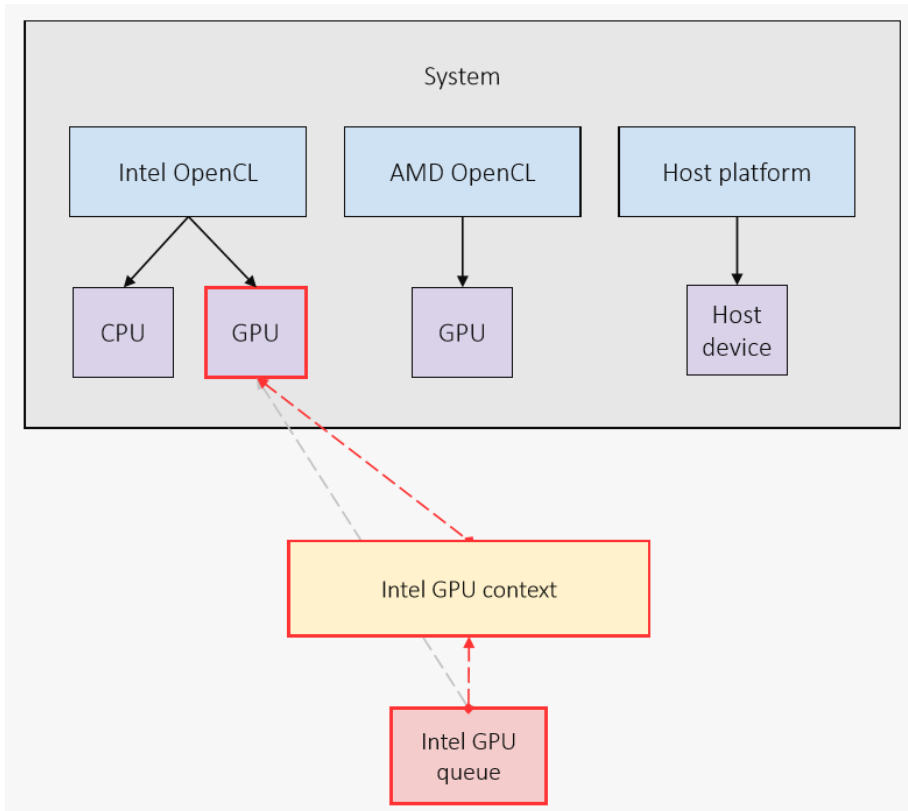 System
Intel OpenCL
AMD OpenCL
Host platform
CPU
GPU
GPU
Host
device
Intel GPU context
Intel GPU
queue